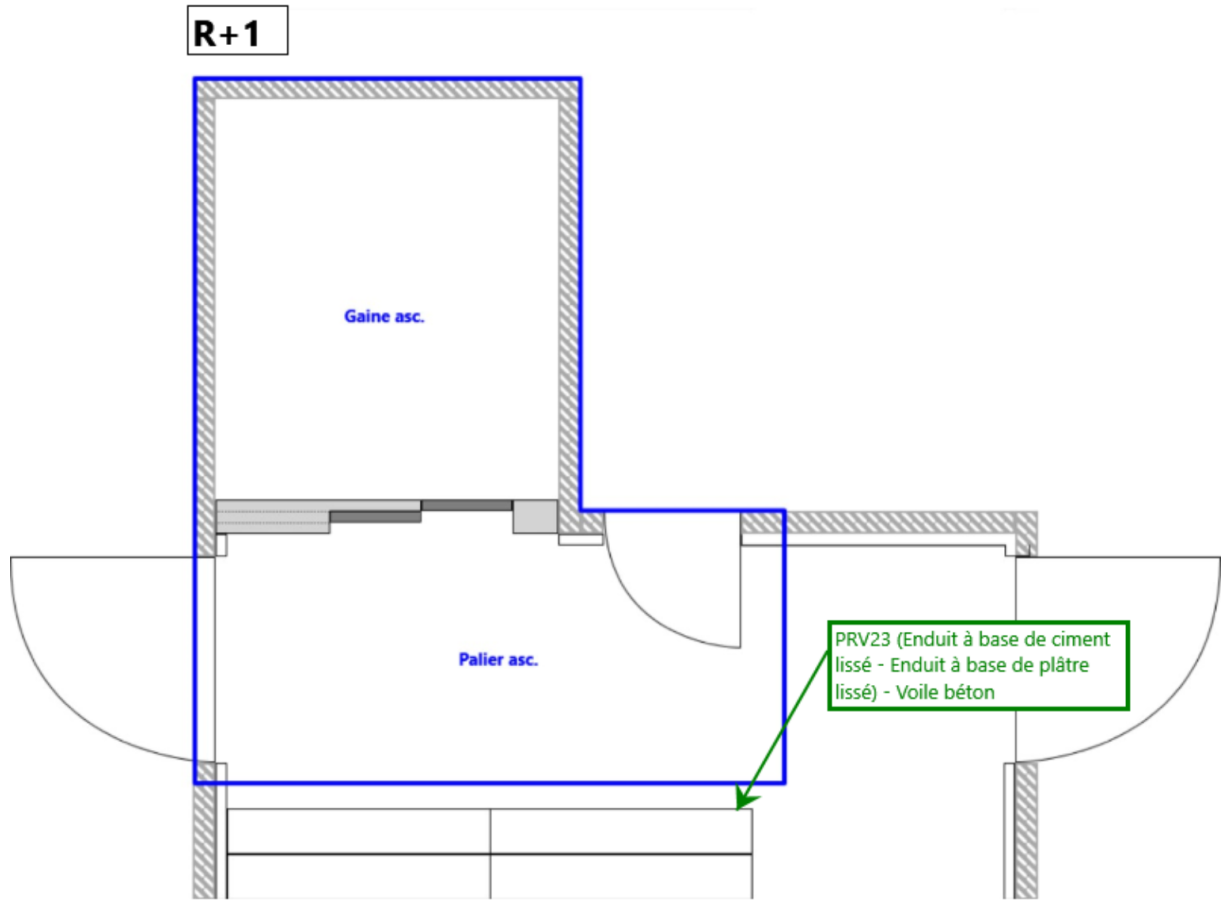 R+1
Gaine asc.
Palier asc.
PRV23 (Enduit à base de ciment
lissé - Enduit à base de plâtre
lissé) - Voile béton